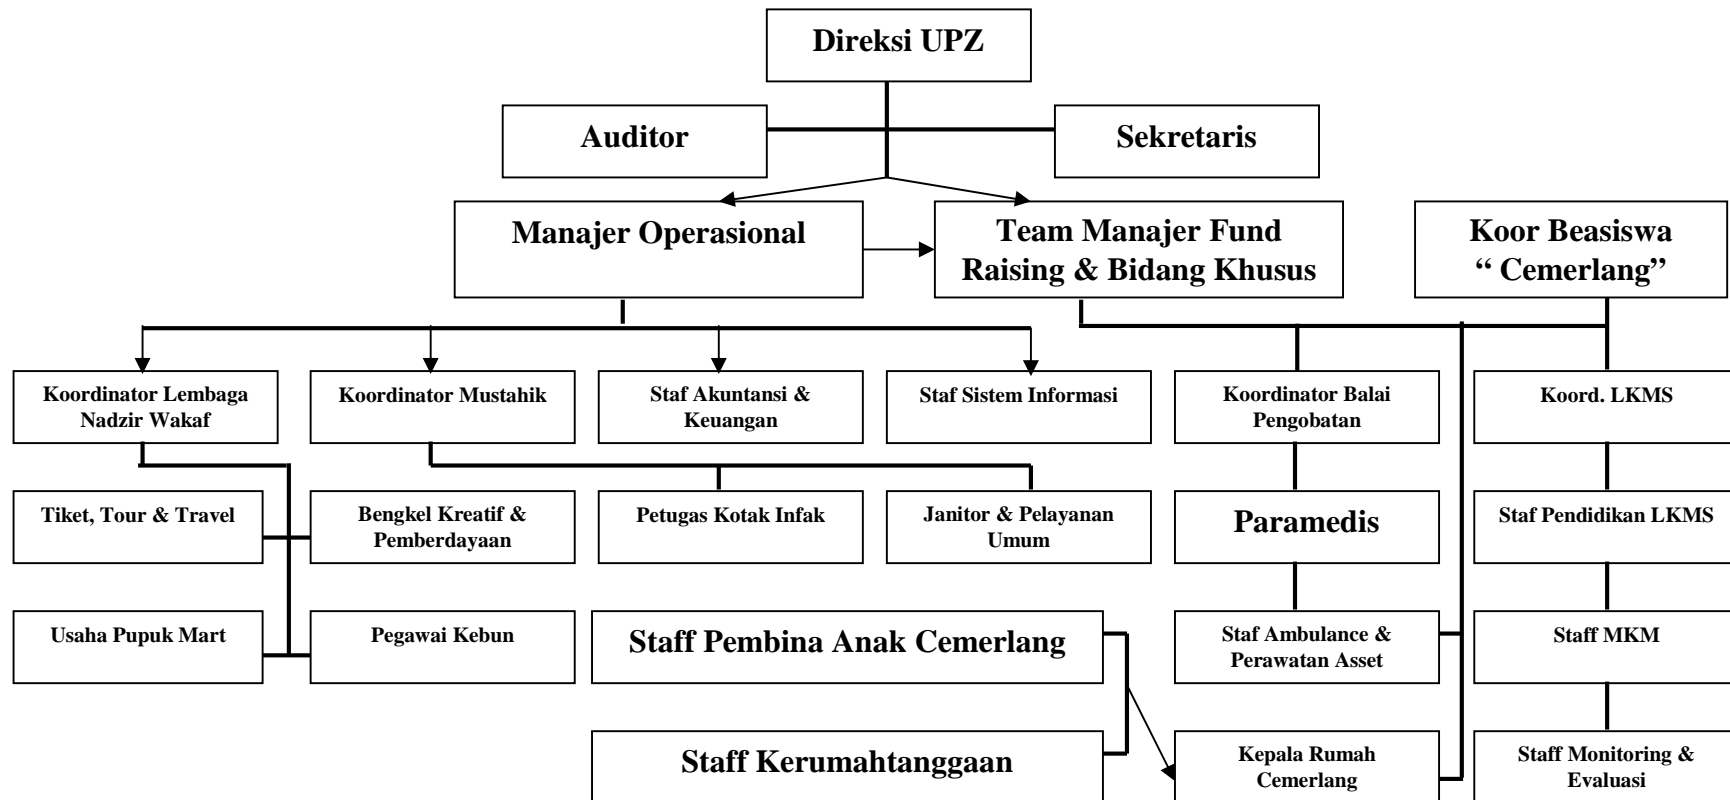 Direksi UPZ
Auditor
Sekretaris
Manajer Operasional
Team Manajer Fund
Raising & Bidang Khusus
Koor Beasiswa
“ Cemerlang”
Koordinator Lembaga
Nadzir Wakaf
Koordinator Mustahik
Staf Akuntansi &
Keuangan
Staf Sistem Informasi
Koordinator Balai
Pengobatan
Koord. LKMS
Tiket, Tour & Travel
Bengkel Kreatif &
Pemberdayaan
Petugas Kotak Infak
Janitor & Pelayanan
Umum
Paramedis
Staf Pendidikan LKMS
Usaha Pupuk Mart
Pegawai Kebun
Staff Pembina Anak Cemerlang
Staf Ambulance &
Perawatan Asset
Staff MKM
Staff Kerumahtanggaan
Kepala Rumah
Cemerlang
Staff Monitoring &
Evaluasi